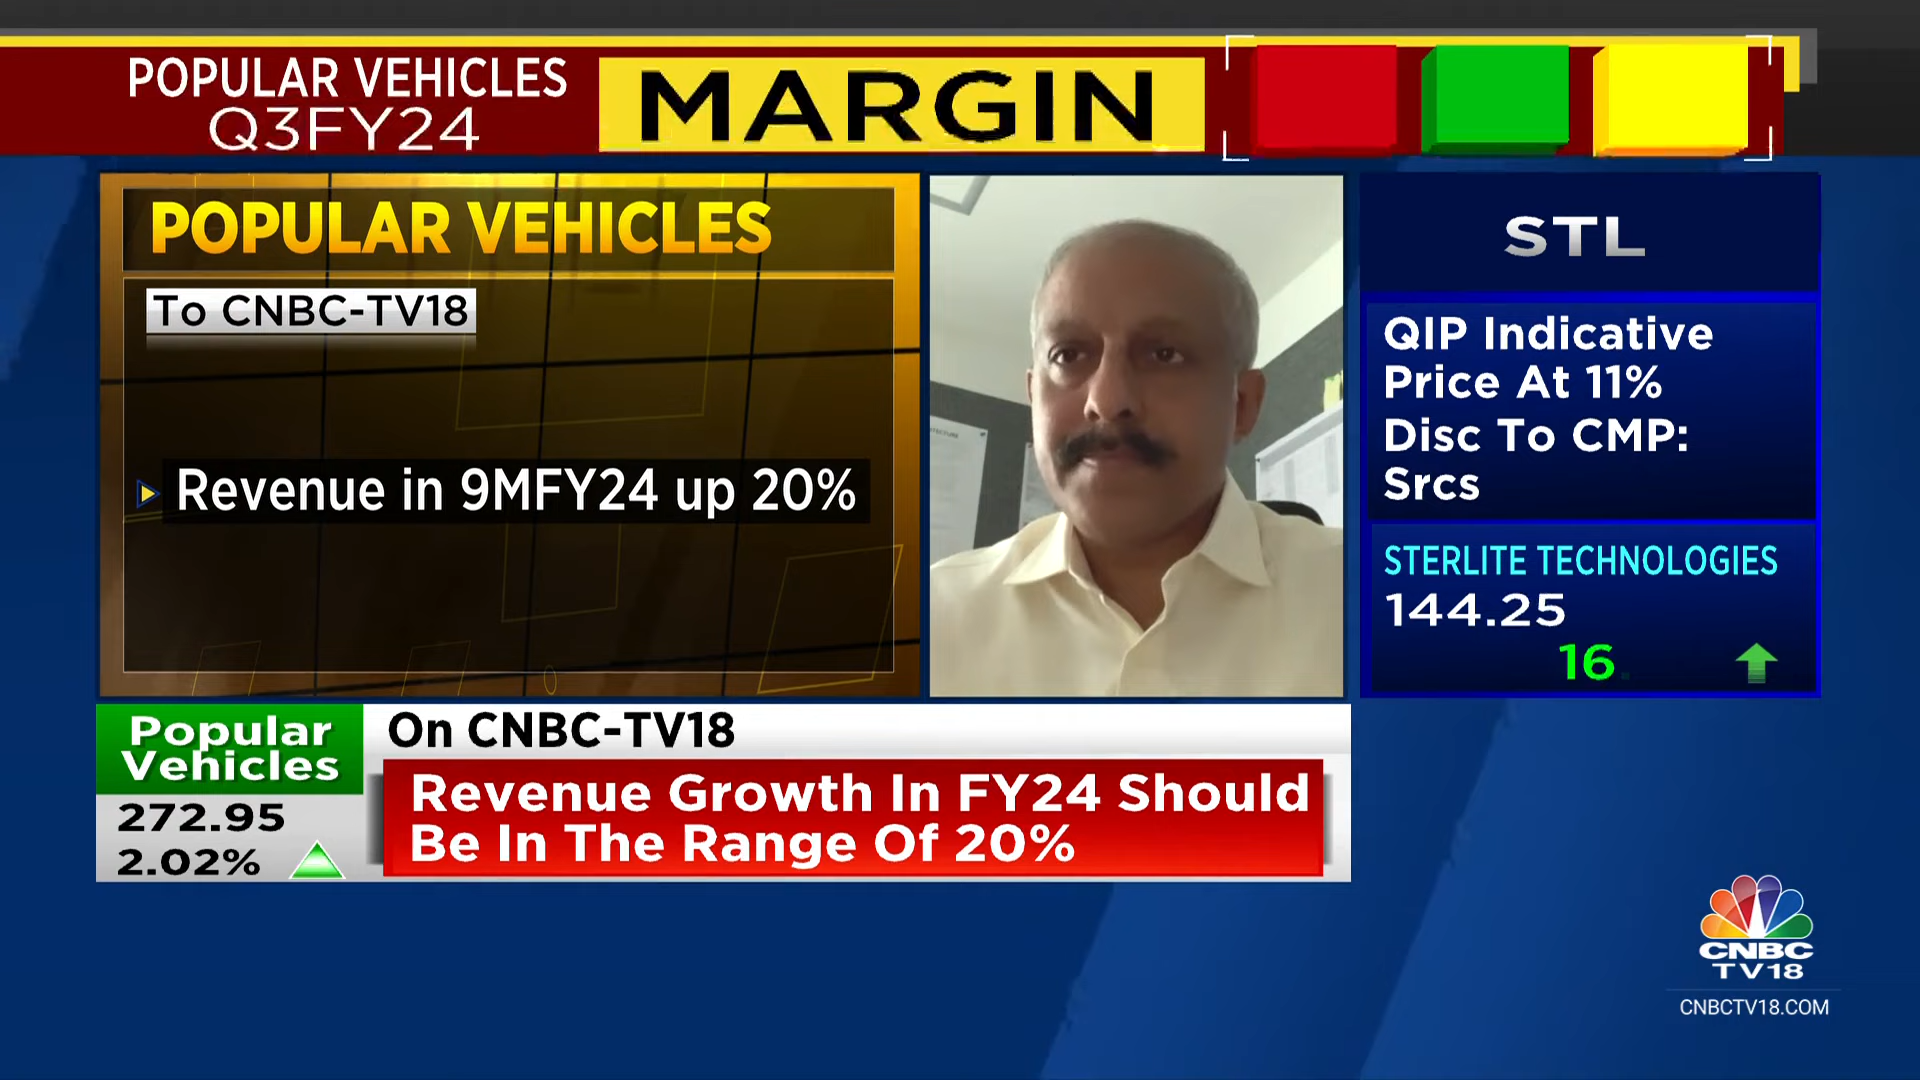 POPULAR VEHICLES
Q3FY24
MARGIN
POPULAR VEHICLES
To CNBC-TV18
Revenue in 9MFY24 up 20%
STL
QIP Indicative
Price At 11%
Disc To CMP:
Srcs
STERLITE TECHNOLOGIES
144.25
16
Popular
Vehicles
272.95
2.02%
On CNBC-TV18
Revenue Growth In FY24 Should
Be In The Range Of 20%
CNBC
TV18
CNBCTV18.COM